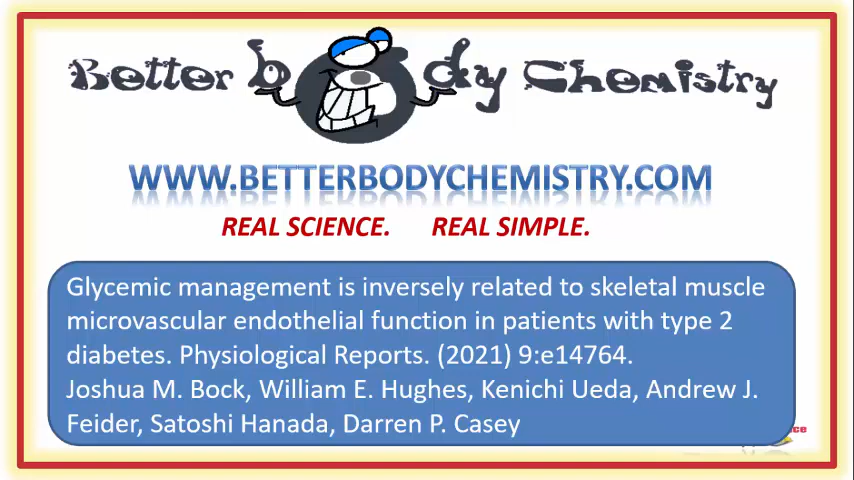 Better body Chemistry
WWW.BETTERBODYCHEMISTRY.COM
REAL SCIENCE. REAL SIMPLE.
Glycemic management is inversely related to skeletal muscle
microvascular endothelial function in patients with type 2
diabetes. Physiological Reports. (2021) 9:e14764.
Joshua M. Bock, William E. Hughes, Kenichi Ueda, Andrew J.
Feider, Satoshi Hanada, Darren P. Casey